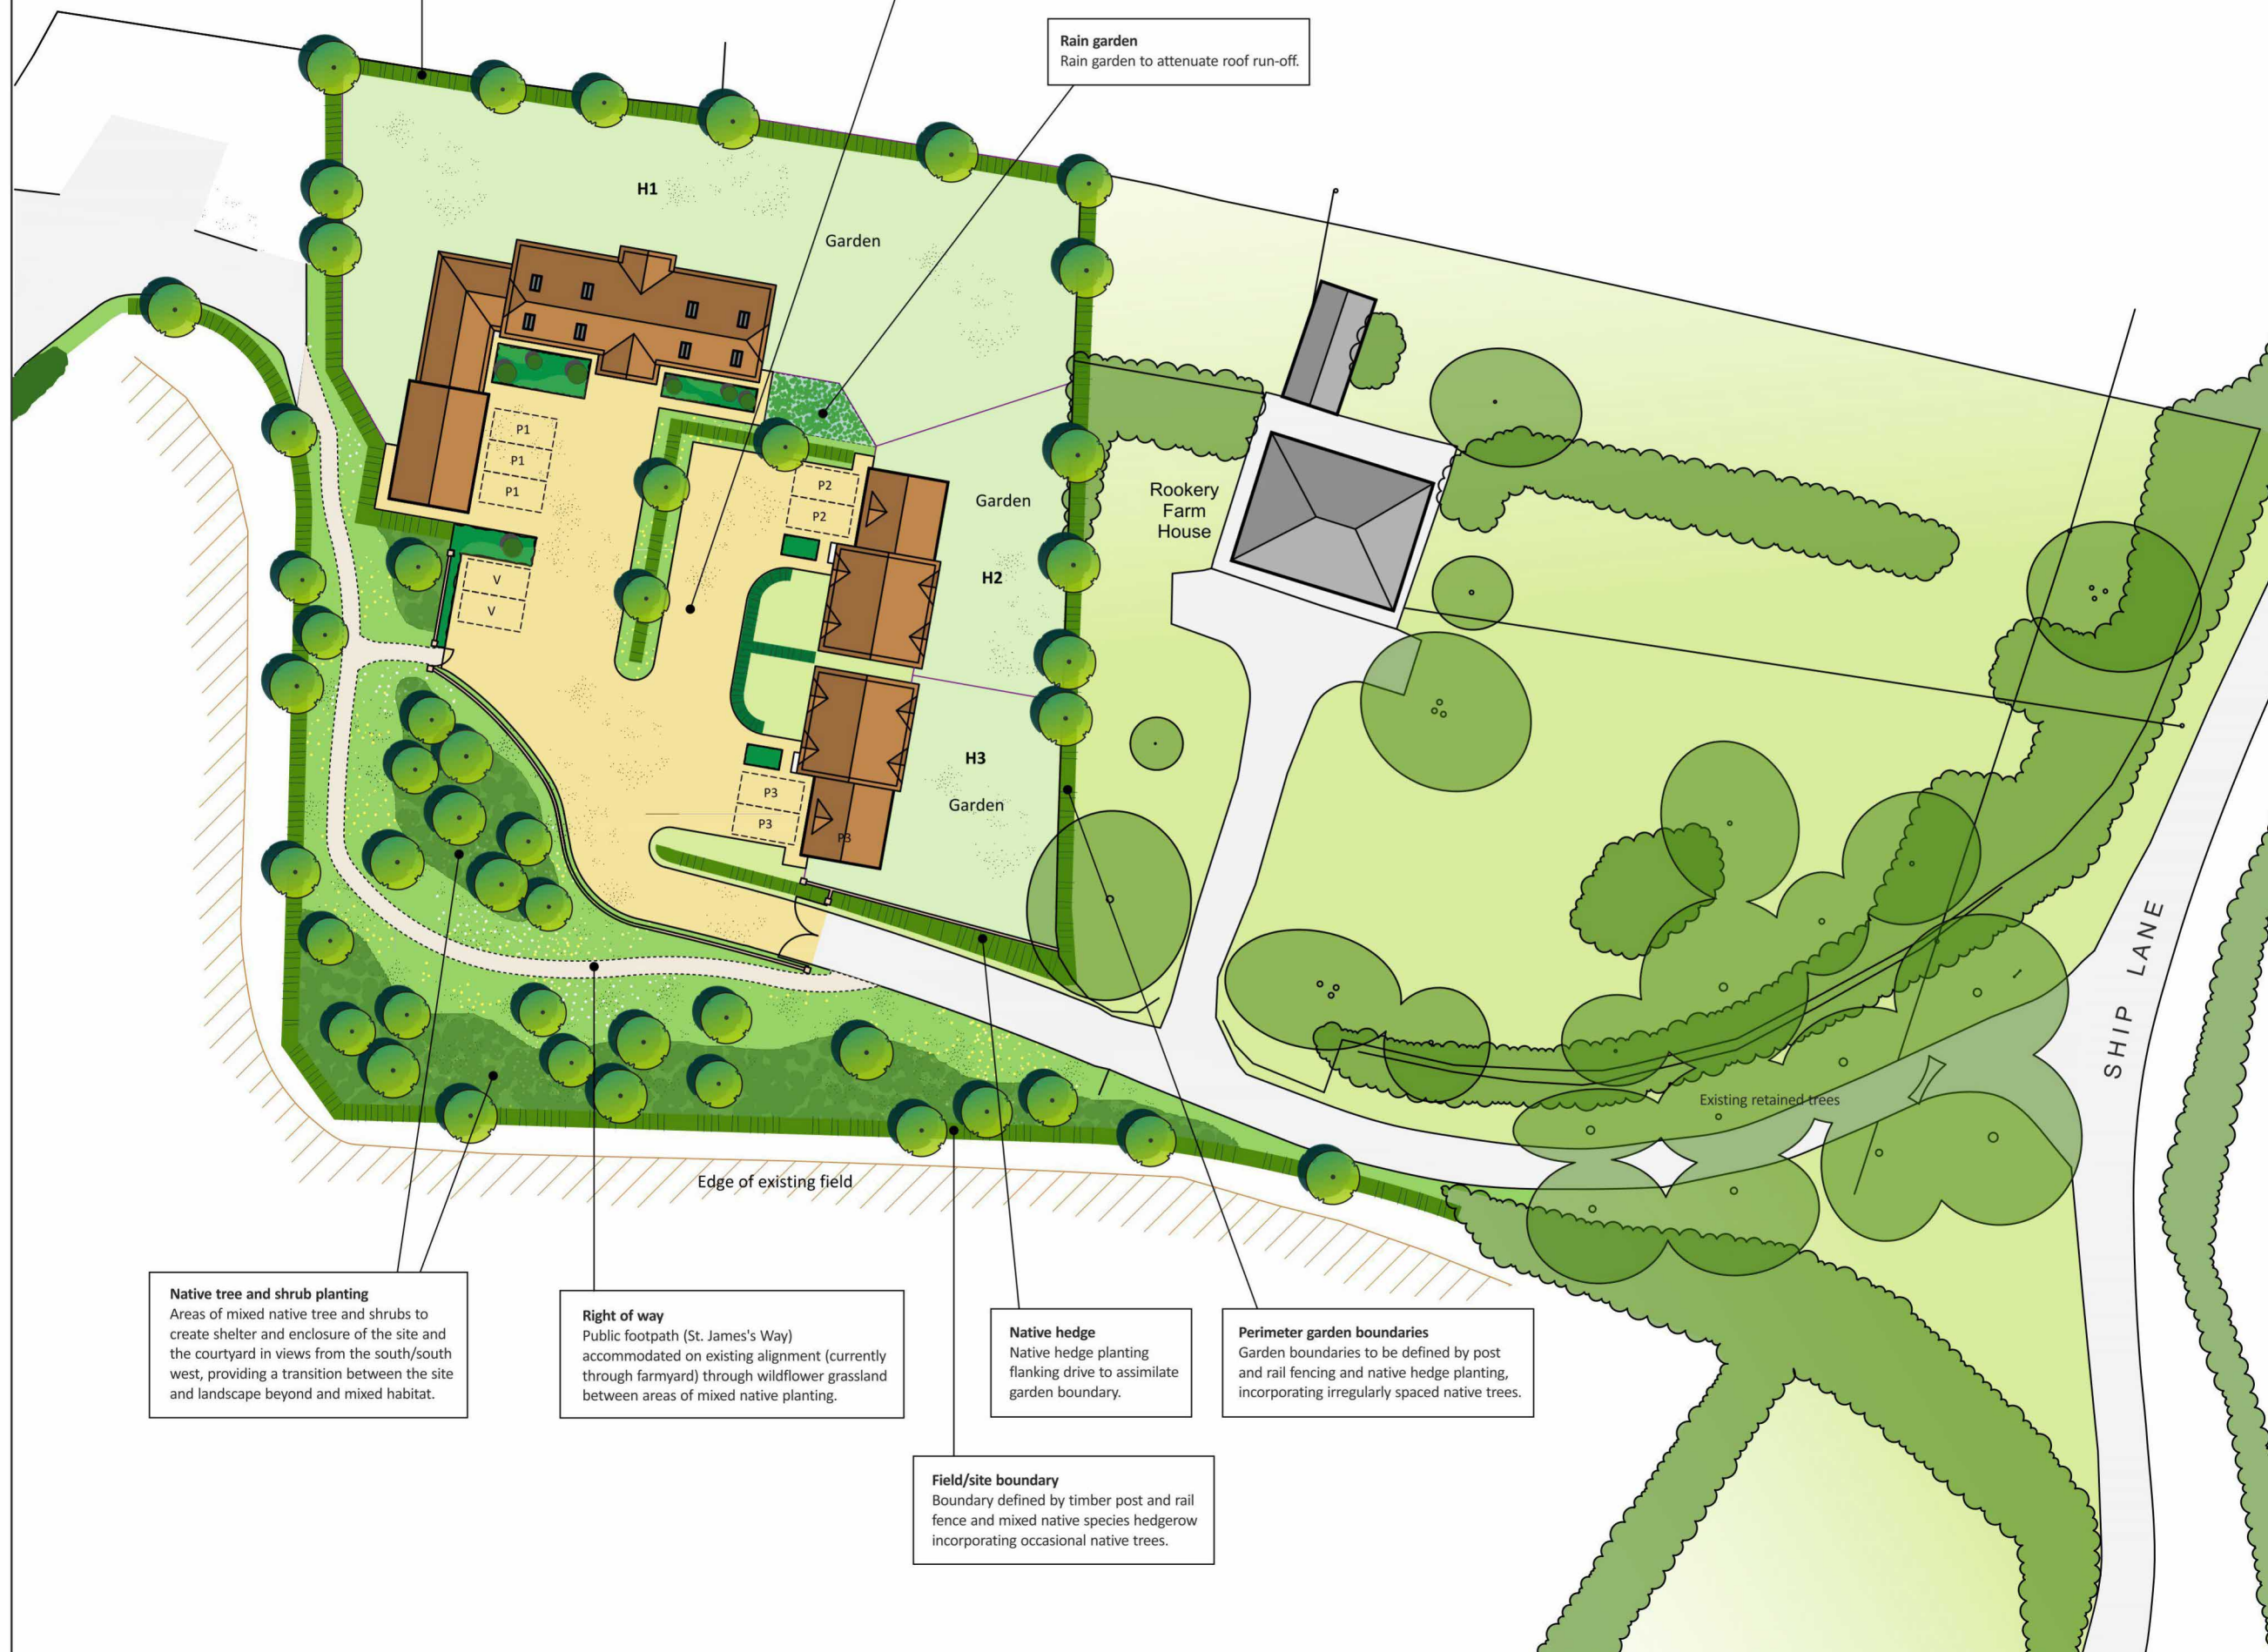 Rain garden
Rain garden to attenuate roof run-off.
H1
Garden
P1
P1
P1
P2
P2
Garden
Rookery
Farm
House
H2
V
V
H3
P3
P3
P3
Garden
SHIP LANE
Existing retained trees
Edge of existing field
Native tree and shrub planting
Areas of mixed native tree and shrubs to
create shelter and enclosure of the site and
the courtyard in views from the south/south
west, providing a transition between the site
and landscape beyond and mixed habitat.
Right of way
Public footpath (St. James's Way)
accommodated on existing alignment (currently
through farmyard) through wildflower grassland
between areas of mixed native planting.
Native hedge
Native hedge planting
flanking drive to assimilate
garden boundary.
Perimeter garden boundaries
Garden boundaries to be defined by post
and rail fencing and native hedge planting,
incorporating irregularly spaced native trees.
Field/site boundary
Boundary defined by timber post and rail
fence and mixed native species hedgerow
incorporating occasional native trees.